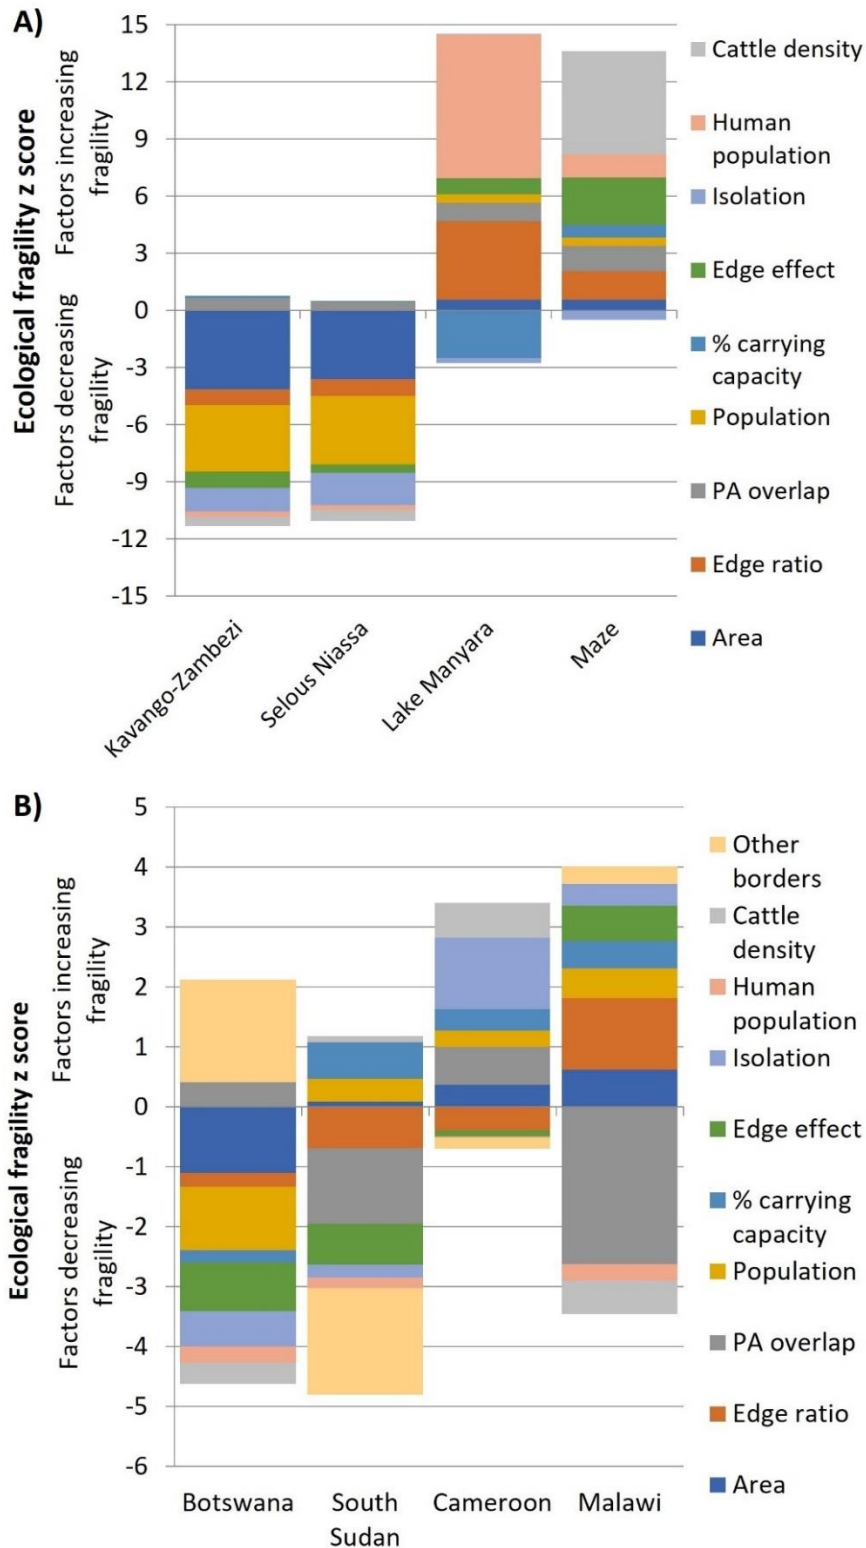 A)
Ecological fragility z score
Factors increasing
fragility
Factors decreasing
fragility
15
12
9
6
3
0
-3
-6
-9
-12
-15
Kavango-Zambezi
Selous Niassa
Lake Manyara
Maze
Cattle density
Human
population
Isolation
Edge effect
% carrying
capacity
Population
PA overlap
Edge ratio
Area
B)
Ecological fragility z score
Factors increasing
fragility
Factors decreasing
fragility
5
4
3
2
1
0
-1
-2
-3
-4
-5
-6
Botswana
South
Sudan
Cameroon
Malawi
Other
borders
Cattle
density
Human
population
Isolation
Edge effect
% carrying
capacity
Population
PA overlap
Edge ratio
Area